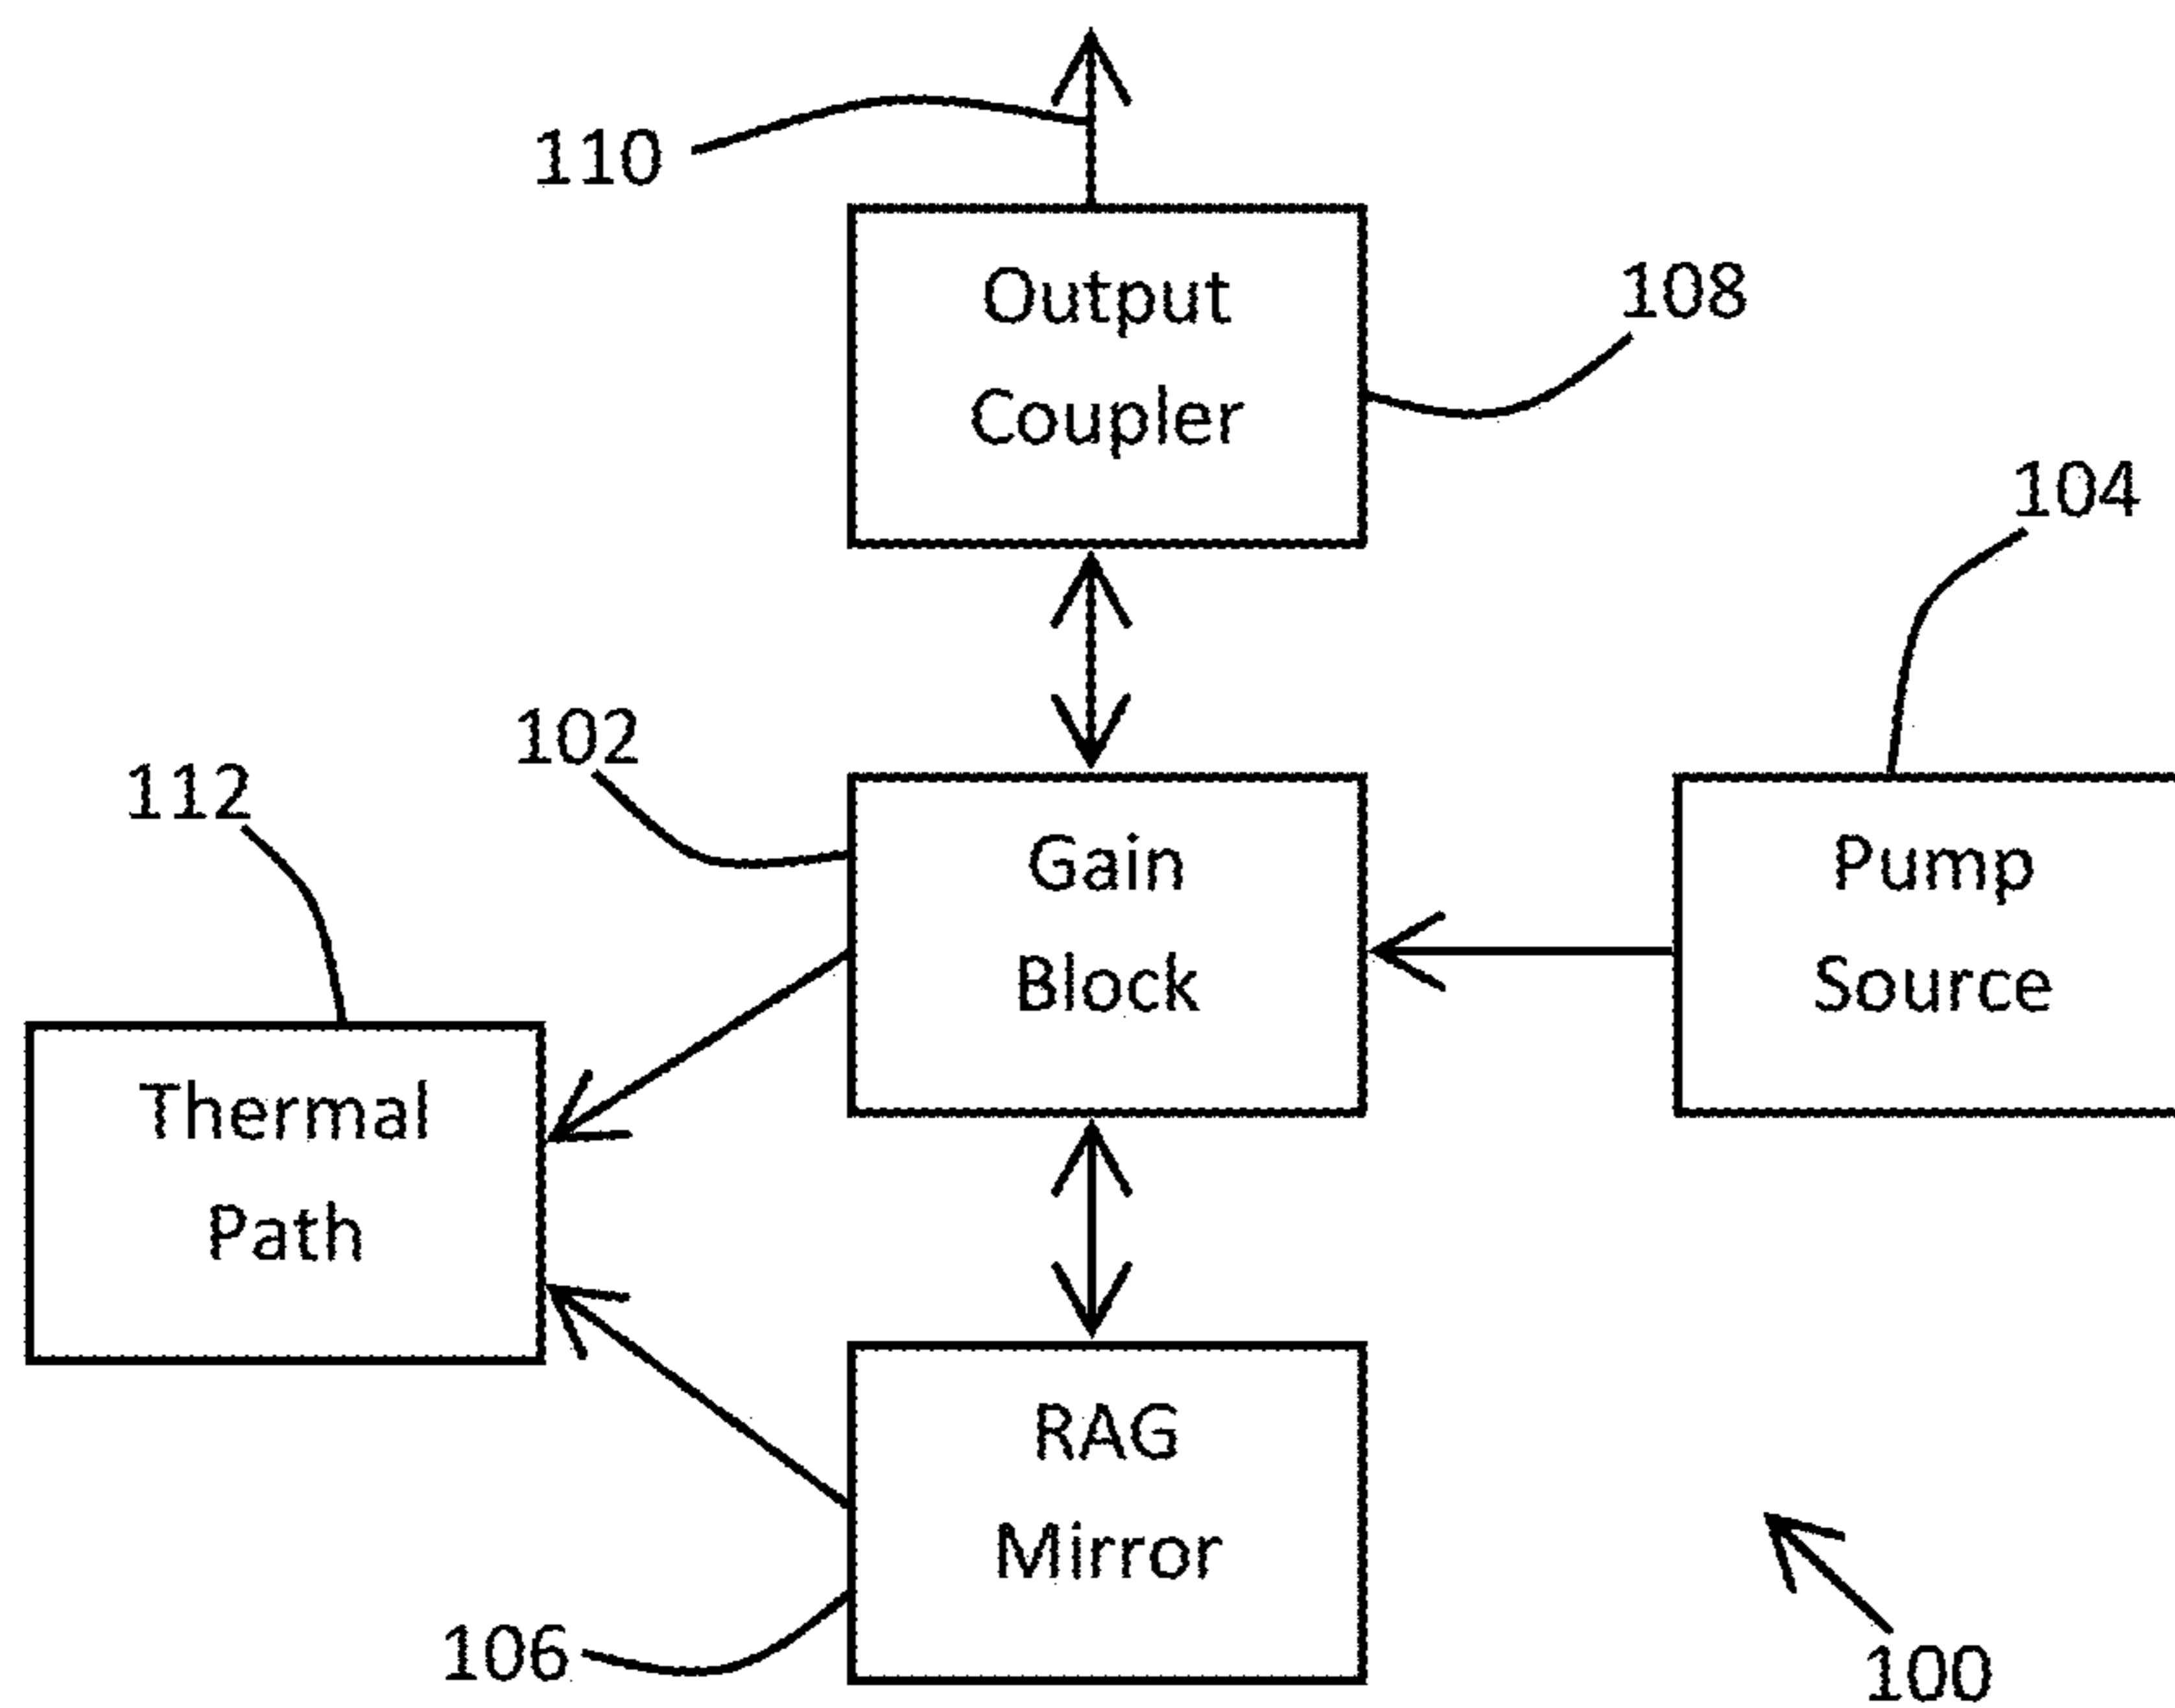 110
Output
Coupler
108
104
102
112
Gain
Block
Pump
Source
Thermal
Path
RAG
Mirror
106
100